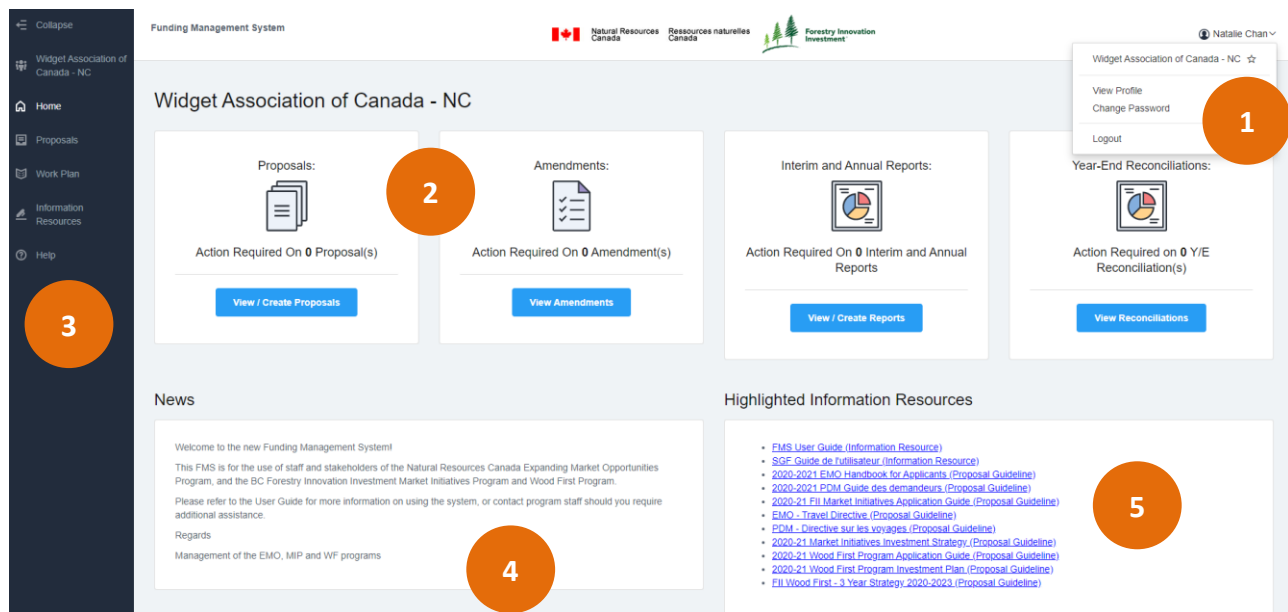 Collapse
Widget Association of
Canada - NC
Home
Proposals
Work Plan
Information
Resources
Help
3
Funding Management System
Natural Resources
Canada
Ressources naturelles
Canada
Forestry Innovation
Investment
Natalie Chan
Widget Association of Canada - NC
View Profile
Change Password
Logout
1
Widget Association of Canada - NC
Proposals:
Action Required On 0 Proposal(s)
View / Create Proposals
2
Amendments:
Action Required On 0 Amendment(s)
View Amendments
Interim and Annual Reports:
Action Required On 0 Interim and Annual
Reports
View / Create Reports
Year-End Reconciliations:
Action Required on 0 Y/E
Reconciliation(s)
View Reconciliations
News
Welcome to the new Funding Management System!
This FMS is for the use of staff and stakeholders of the Natural Resources Canada Expanding Market Opportunities
Program, and the BC Forestry Innovation Investment Market Initiatives Program and Wood First Program.
Please refer to the User Guide for more information on using the system, or contact program staff should you require
additional assistance.
Regards
Management of the EMO, MIP and WF programs
4
Highlighted Information Resources
FMS User Guide (Information Resource)
SGF Guide de l'utilisateur (Information Resource)
2020-2021 EMO Handbook for Applicants (Proposal Guideline)
2020-2021 PDM Guide des demandeurs (Proposal Guideline)
2020-21 FII Market Initiatives Application Guide (Proposal Guideline)
EMO - Travel Directive (Proposal Guideline)
PDM - Directive sur les voyages (Proposal Guideline)
2020-21 Market Initiatives Investment Strategy (Proposal Guideline)
2020-21 Wood First Program Application Guide (Proposal Guideline)
2020-21 Wood First Program Investment Plan (Proposal Guideline)
FII Wood First - 3 Year Strategy 2020-2023 (Proposal Guideline)
5